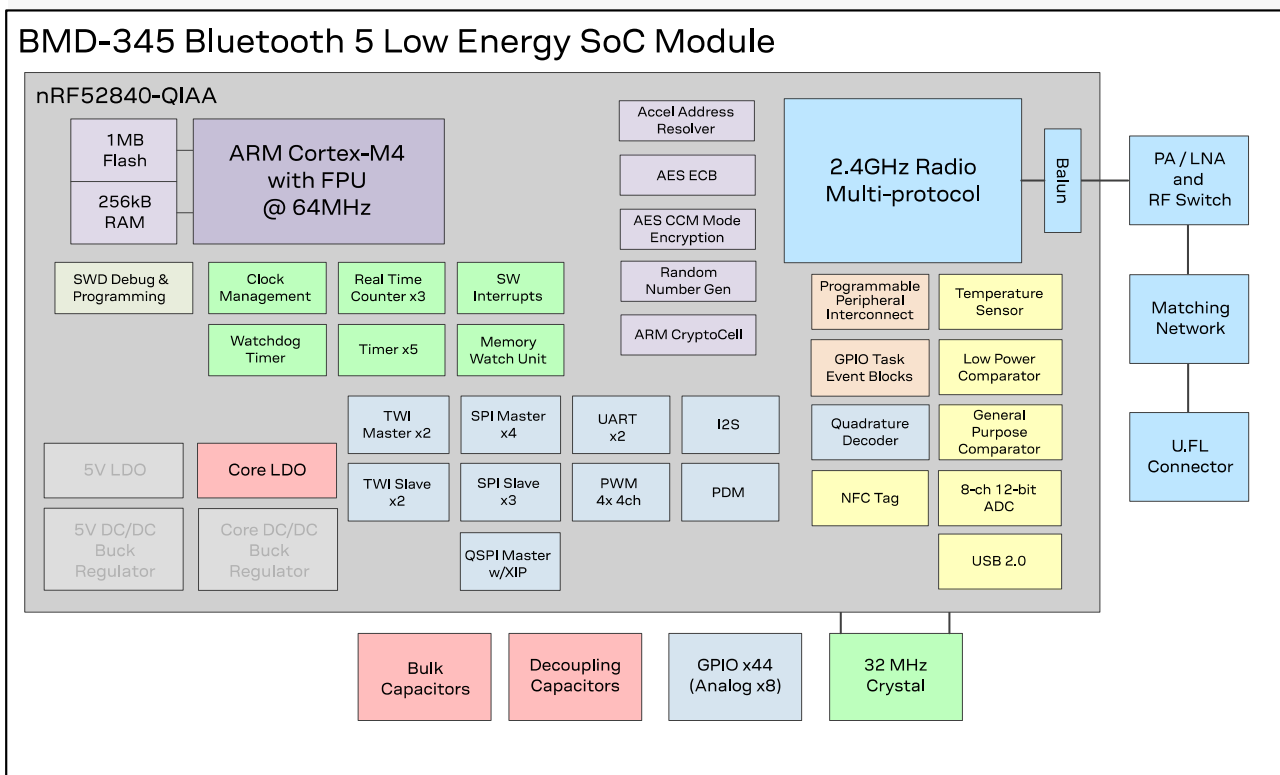 BMD-345 Bluetooth 5 Low Energy SoC Module
nRF52840-QIAA
1MB
Flash
256kB
RAM
ARM Cortex-M4
with FPU
@ 64MHz
Accel Address
Resolver
AES ECB
AES CCM Mode
Encryption
Random
Number Gen
ARM CryptoCell
2.4GHz Radio
Multi-protocol
Balun
PA / LNA
and
RF Switch
Matching
Network
U.FL
Connector
SWD Debug &
Programming
Clock
Management
Real Time
Counter x3
SW
Interrupts
Watchdog
Timer
Timer x5
Memory
Watch Unit
Programmable
Peripheral
Interconnect
Temperature
Sensor
GPIO Task
Event Blocks
Low Power
Comparator
Quadrature
Decoder
General
Purpose
Comparator
NFC Tag
8-ch 12-bit
ADC
USB 2.0
TWI
Master x2
SPI Master
x4
UART
x2
I2S
TWI Slave
x2
SPI Slave
x3
PWM
4x 4ch
PDM
QSPI Master
w/XIP
5V LDO
Core LDO
5V DC/DC
Buck
Regulator
Core DC/DC
Buck
Regulator
Bulk
Capacitors
Decoupling
Capacitors
GPIO x44
(Analog x8)
32 MHz
Crystal